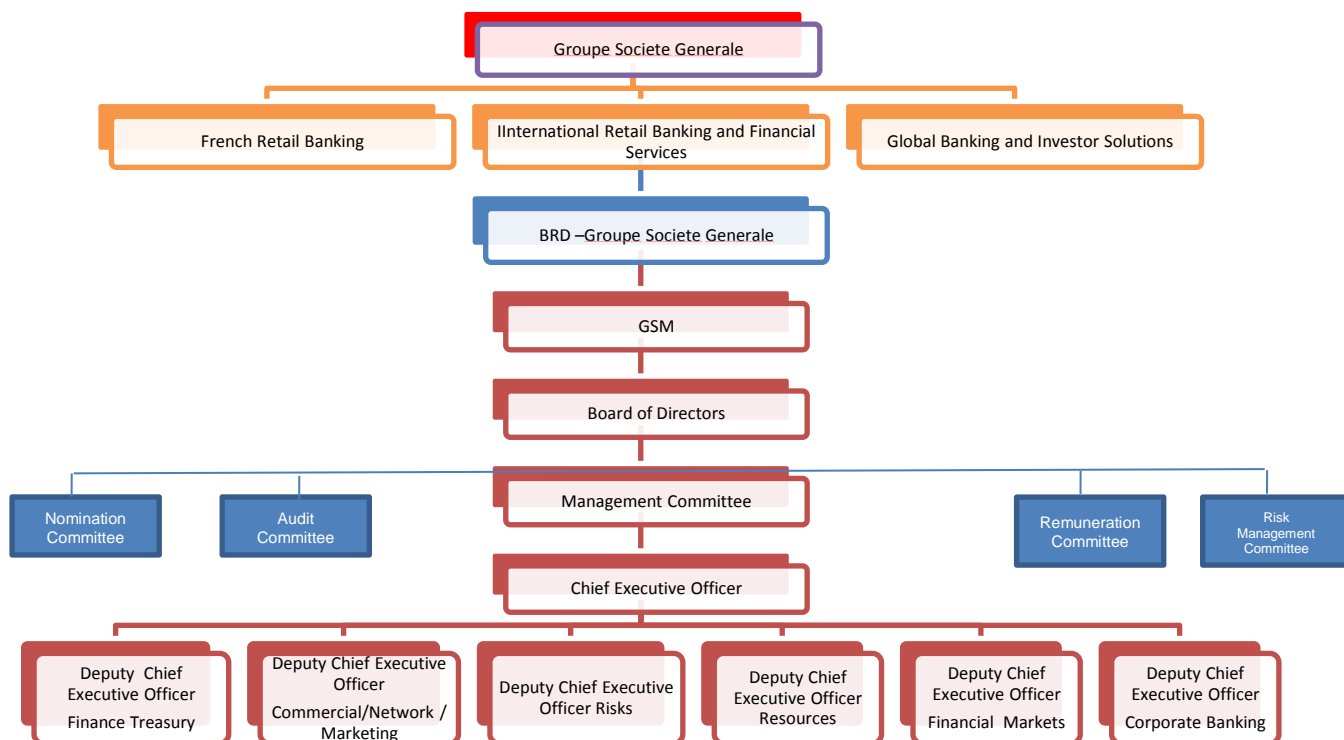 Groupe Societe Generale
French Retail Banking
IInternational Retail Banking and Financial
Services
Global Banking and Investor Solutions
BRD –Groupe Societe Generale
GSM
Board of Directors
Nomination
Committee
Audit
Committee
Management Committee
Remuneration
Committee
Risk
Management
Committee
Chief Executive Officer
Deputy Chief
Executive Officer
Finance Treasury
Deputy Chief Executive
Officer
Commercial/Network /
Marketing
Deputy Chief Executive
Officer Risks
Deputy Chief
Executive Officer
Resources
Deputy Chief
Executive Officer
Financial Markets
Deputy Chief
Executive Officer
Corporate Banking